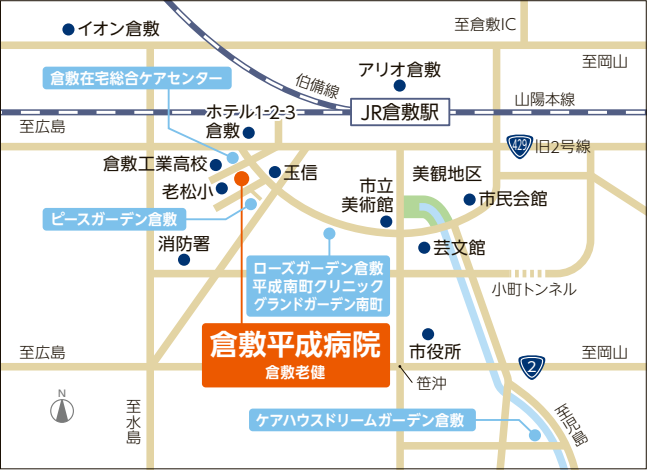 至倉敷IC
イオン倉敷
至岡山
アリオ倉敷
倉敷在宅総合ケアセンター
伯備線
山陽本線
ホテル1-2-3
倉敷
JR倉敷駅
至広島
429
旧2号線
倉敷工業高校
玉信
美観地区
市立
美術館
老松小
市民会館
ピースガーデン倉敷
消防署
芸文館
ローズガーデン倉敷
平成南町クリニック
グランドガーデン南町
小町トンネル
倉敷平成病院
倉敷老健
市役所
至広島
至岡山
2
笹沖
N
至水島
至児島
ケアハウスドリームガーデン倉敷